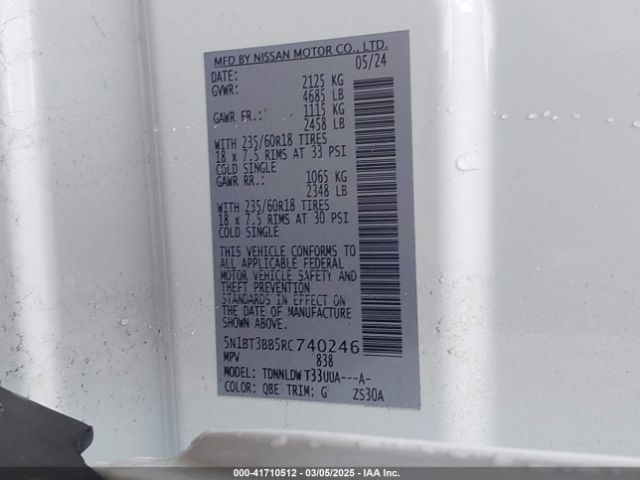 MFD BY NISSAN MOTOR CO., LTD.
DATE: 05/24
GVWR: 2125 KG
4685 LB
GAWR FR.: 1115 KG
2458 LB
WITH 235/60R18 TIRES
18 x 7.5 RIMS AT 33 PSI
COLD SINGLE
GAWR RR.: 1065 KG
2348 LB
WITH 235/60R18 TIRES
18 x 7.5 RIMS AT 30 PSI
COLD SINGLE
THIS VEHICLE CONFORMS TO
ALL APPLICABLE FEDERAL
MOTOR VEHICLE SAFETY AND
THEFT PREVENTION
STANDARDS IN EFFECT ON
THE DATE OF MANUFACTURE
SHOWN ABOVE.
5N1BT3BB5RC740246
MPV 838
MODEL: TDNNLDW T33UUA---A-
COLOR: QBE TRIM: G ZS30A
000-41710512 - 03/05/2025 - IAA Inc.